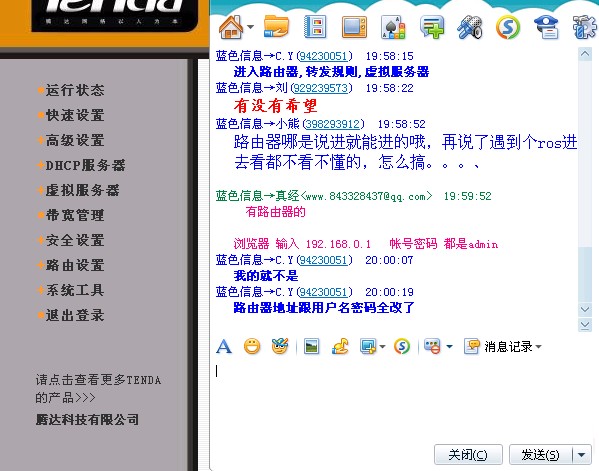 Tenda
腾达网络以人为本
运行状态
快速设置
高级设置
DHCP服务器
虚拟服务器
带宽管理
安全设置
路由设置
系统工具
退出登录
请点击查看更多TENDA
的产品>>>
腾达科技有限公司
蓝色信息→C.Y(94230051) 19:58:15
进入路由器,转发规则,虚拟服务器
蓝色信息→刘(929239573) 19:58:22
有没有希望
蓝色信息→小熊(398293912) 19:58:52
路由器哪是说进就能进的哦，再说了遇到个ros进
去看都不看不懂的，怎么搞。。。、
蓝色信息→真经<www.843328437@qq.com> 19:59:52
有路由器的
浏览器 输入 192.168.0.1 帐号密码 都是admin
蓝色信息→C.Y(94230051) 20:00:07
我的就不是
蓝色信息→C.Y(94230051) 20:00:19
路由器地址跟用户名密码全改了
A
消息记录
关闭(C)
发送(S)